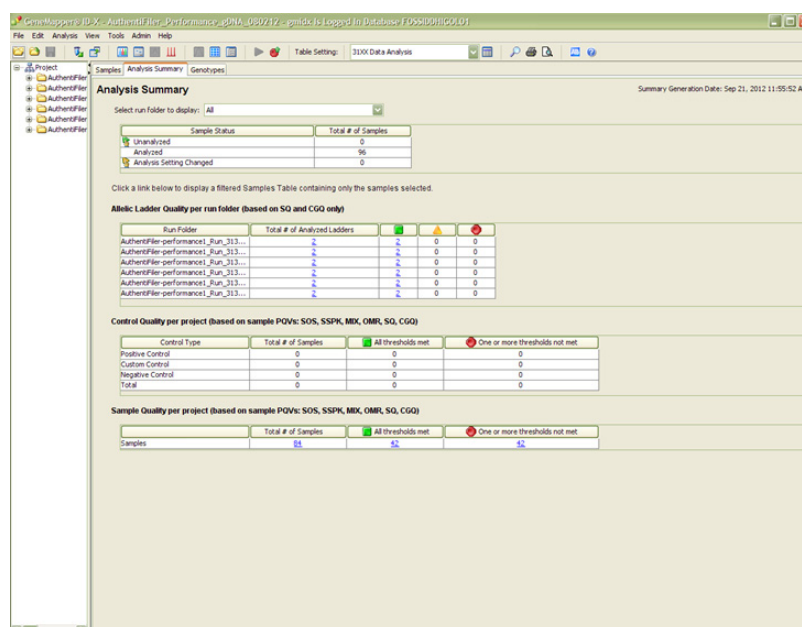 GeneMapper® ID-X - AuthentiFiler_Performance_gDNA_080712 - gmidx Is Logged In Database FOSSIDDHIGOLO1
File Edit Analysis View Tools Admin Help
Table Setting: 31XX Data Analysis
Project
AuthentiFiler
AuthentiFiler
AuthentiFiler
AuthentiFiler
AuthentiFiler
AuthentiFiler
Samples Analysis Summary Genotypes
Analysis Summary
Summary Generation Date: Sep 21, 2012 11:55:52 A
Select run folder to display: All
Sample Status Total # of Samples
Unanalyzed 0
Analyzed 96
Analysis Setting Changed 0
Click a link below to display a filtered Samples Table containing only the samples selected.
Allelic Ladder Quality per run folder (based on SQ and CGQ only)
Run Folder Total # of Analyzed Ladders
AuthentiFiler-performance1_Run_313... 2 2 0 0
AuthentiFiler-performance1_Run_313... 2 2 0 0
AuthentiFiler-performance1_Run_313... 2 2 0 0
AuthentiFiler-performance1_Run_313... 2 2 0 0
AuthentiFiler-performance1_Run_313... 2 2 0 0
AuthentiFiler-performance1_Run_313... 2 2 0 0
Control Quality per project (based on sample PQVs: SOS, SSPK, MIX, OMR, SQ, CGQ)
Control Type Total # of Samples All thresholds met One or more thresholds not met
Positive Control 0 0 0
Custom Control 0 0 0
Negative Control 0 0 0
Total 0 0 0
Sample Quality per project (based on sample PQVs: SOS, SSPK, MIX, OMR, SQ, CGQ)
Total # of Samples All thresholds met One or more thresholds not met
Samples 84 42 42